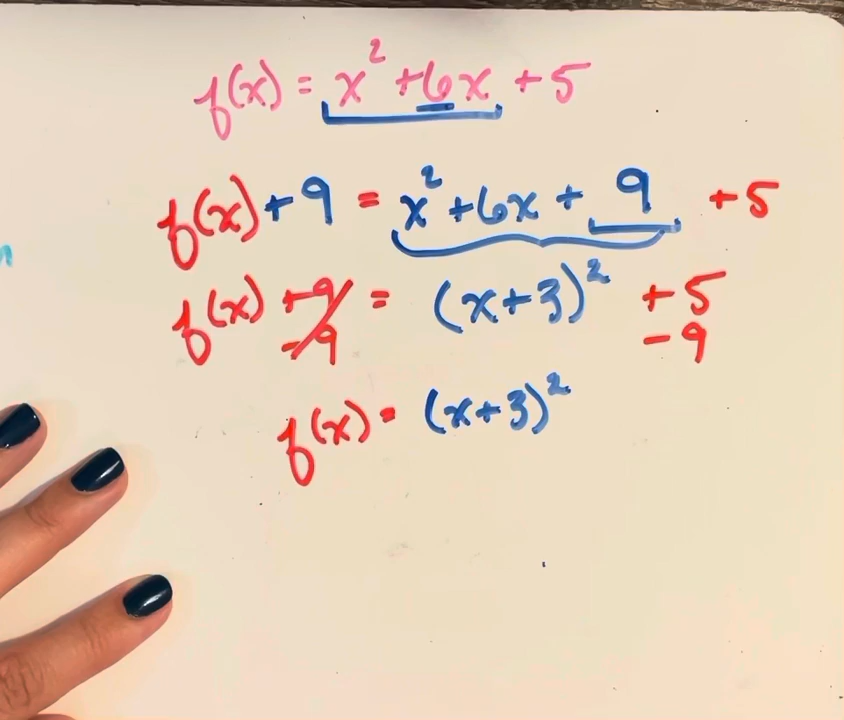 f(x) = x² + 6x + 5
f(x) + 9 = x² + 6x + 9 + 5
f(x) + 9 = (x + 3)² + 5
- 9 - 9
f(x) = (x + 3)²